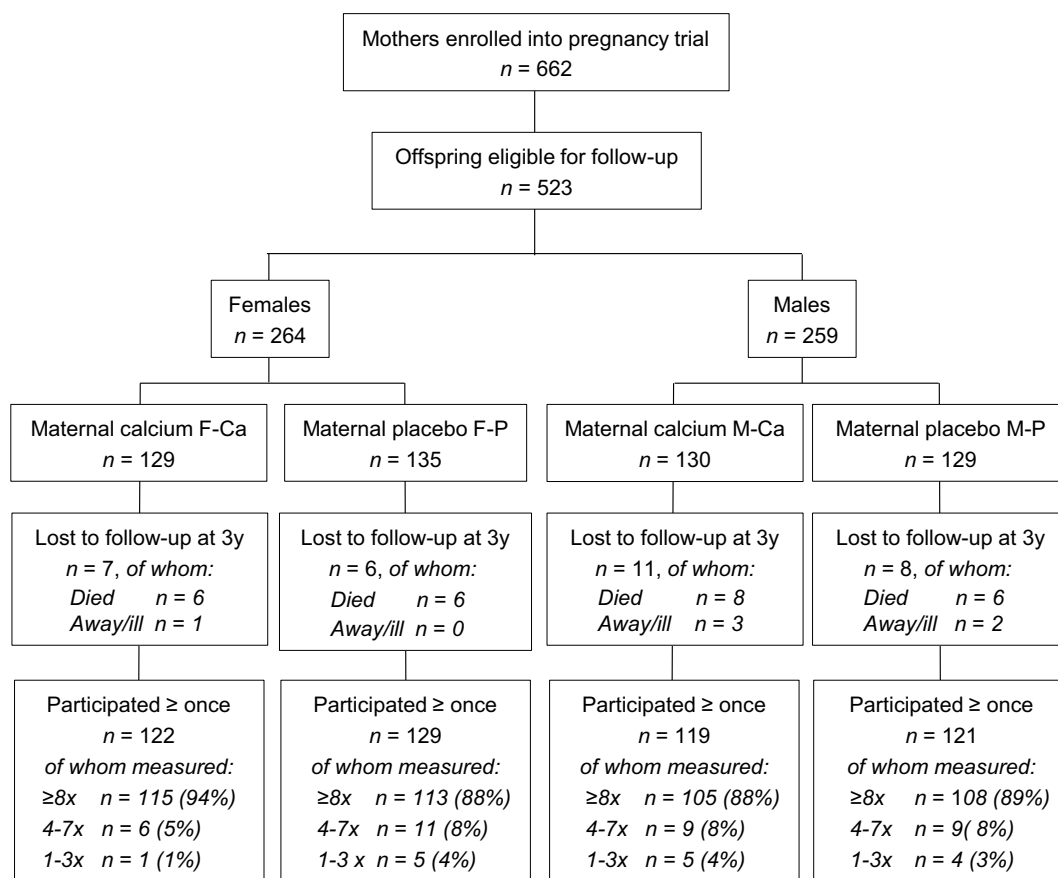 Mothers enrolled into pregnancy trial
n = 662
Offspring eligible for follow-up
n = 523
Females
n = 264
Males
n = 259
Maternal calcium F-Ca
n = 129
Maternal placebo F-P
n = 135
Maternal calcium M-Ca
n = 130
Maternal placebo M-P
n = 129
Lost to follow-up at 3y
n = 7, of whom:
Died n = 6
Away/ill n = 1
Lost to follow-up at 3y
n = 6, of whom:
Died n = 6
Away/ill n = 0
Lost to follow-up at 3y
n = 11, of whom:
Died n = 8
Away/ill n = 3
Lost to follow-up at 3y
n = 8, of whom:
Died n = 6
Away/ill n = 2
Participated ≥ once
n = 122
of whom measured:
≥8x n = 115 (94%)
4-7x n = 6 (5%)
1-3x n = 1 (1%)
Participated ≥ once
n = 129
of whom measured:
≥8x n = 113 (88%)
4-7x n = 11 (8%)
1-3 x n = 5 (4%)
Participated ≥ once
n = 119
of whom measured:
≥8x n = 105 (88%)
4-7x n = 9 (8%)
1-3x n = 5 (4%)
Participated ≥ once
n = 121
of whom measured:
≥8x n = 108 (89%)
4-7x n = 9( 8%)
1-3x n = 4 (3%)